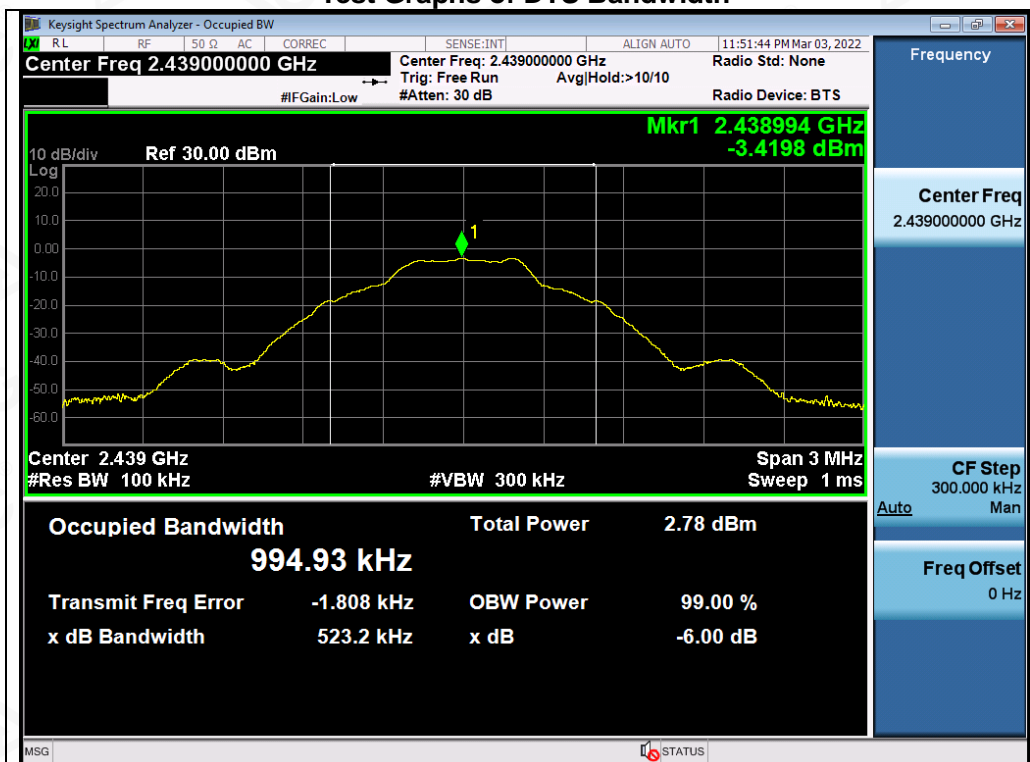 Test Graphs of DTS Bandwidth
Keysight Spectrum Analyzer - Occupied BW
LXI RL RF 50 Ω AC CORREC SENSE:INT ALIGN AUTO 11:51:44 PM Mar 03, 2022
Center Freq 2.439000000 GHz Center Freq: 2.439000000 GHz Radio Std: None
Trig: Free Run Avg|Hold:>10/10
#IFGain:Low #Atten: 30 dB Radio Device: BTS
Mkr1 2.438994 GHz
-3.4198 dBm
10 dB/div Ref 30.00 dBm
Log
20.0
10.0
0.00
-10.0
-20.0
-30.0
-40.0
-50.0
-60.0
1
Center 2.439 GHz Span 3 MHz
#Res BW 100 kHz #VBW 300 kHz Sweep 1 ms
Occupied Bandwidth Total Power 2.78 dBm
994.93 kHz
Transmit Freq Error -1.808 kHz OBW Power 99.00 %
x dB Bandwidth 523.2 kHz x dB -6.00 dB
Frequency
Center Freq
2.439000000 GHz
CF Step
300.000 kHz
Auto Man
Freq Offset
0 Hz
MSG STATUS